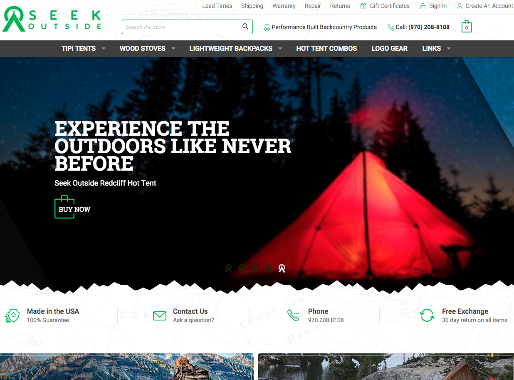 SEEK
OUTSIDE
Lead Times Shipping Warranty Repair Returns Gift Certificates Sign In Create An Account
Search the store
Performance Built Backcountry Products
Call: (970) 208-8108
0
TIPI TENTS WOOD STOVES LIGHTWEIGHT BACKPACKS HOT TENT COMBOS LOGO GEAR LINKS
EXPERIENCE THE
OUTDOORS LIKE NEVER
BEFORE
Seek Outside Redcliff Hot Tent
BUY NOW
Made in the USA
100% Guarantee
Contact Us
Ask a question?
Phone
970.208.8108
Free Exchange
30 day return on all items